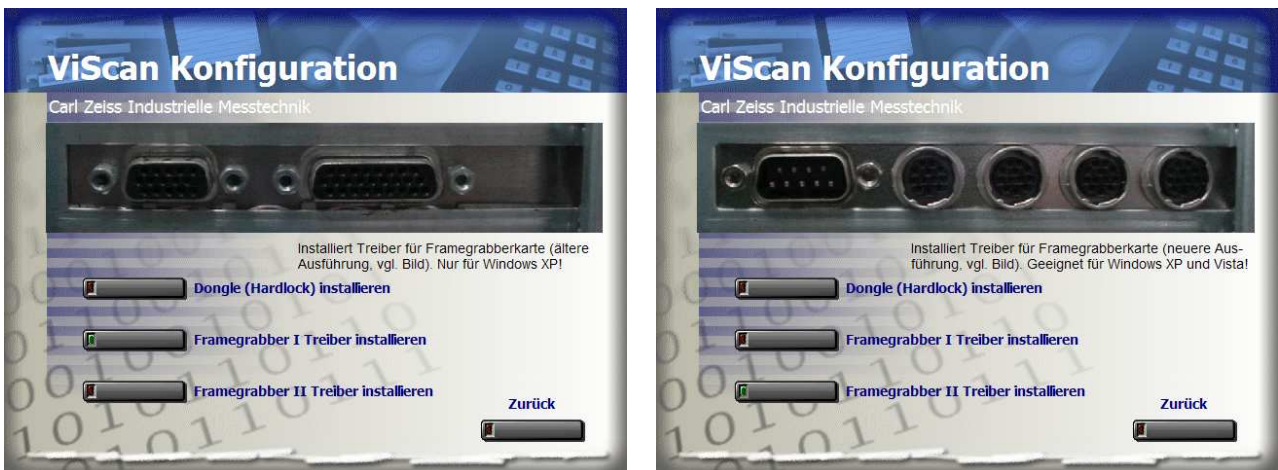 ViScan Konfiguration
Carl Zeiss Industrielle Messtechnik
Installiert Treiber für Framegrabberkarte (ältere
Ausführung, vgl. Bild). Nur für Windows XP!
Dongle (Hardlock) installieren
Framegrabber I Treiber installieren
Framegrabber II Treiber installieren
Zurück
ViScan Konfiguration
Carl Zeiss Industrielle Messtechnik
Installiert Treiber für Framegrabberkarte (neuere Aus-
führung, vgl. Bild). Geeignet für Windows XP und Vista!
Dongle (Hardlock) installieren
Framegrabber I Treiber installieren
Framegrabber II Treiber installieren
Zurück